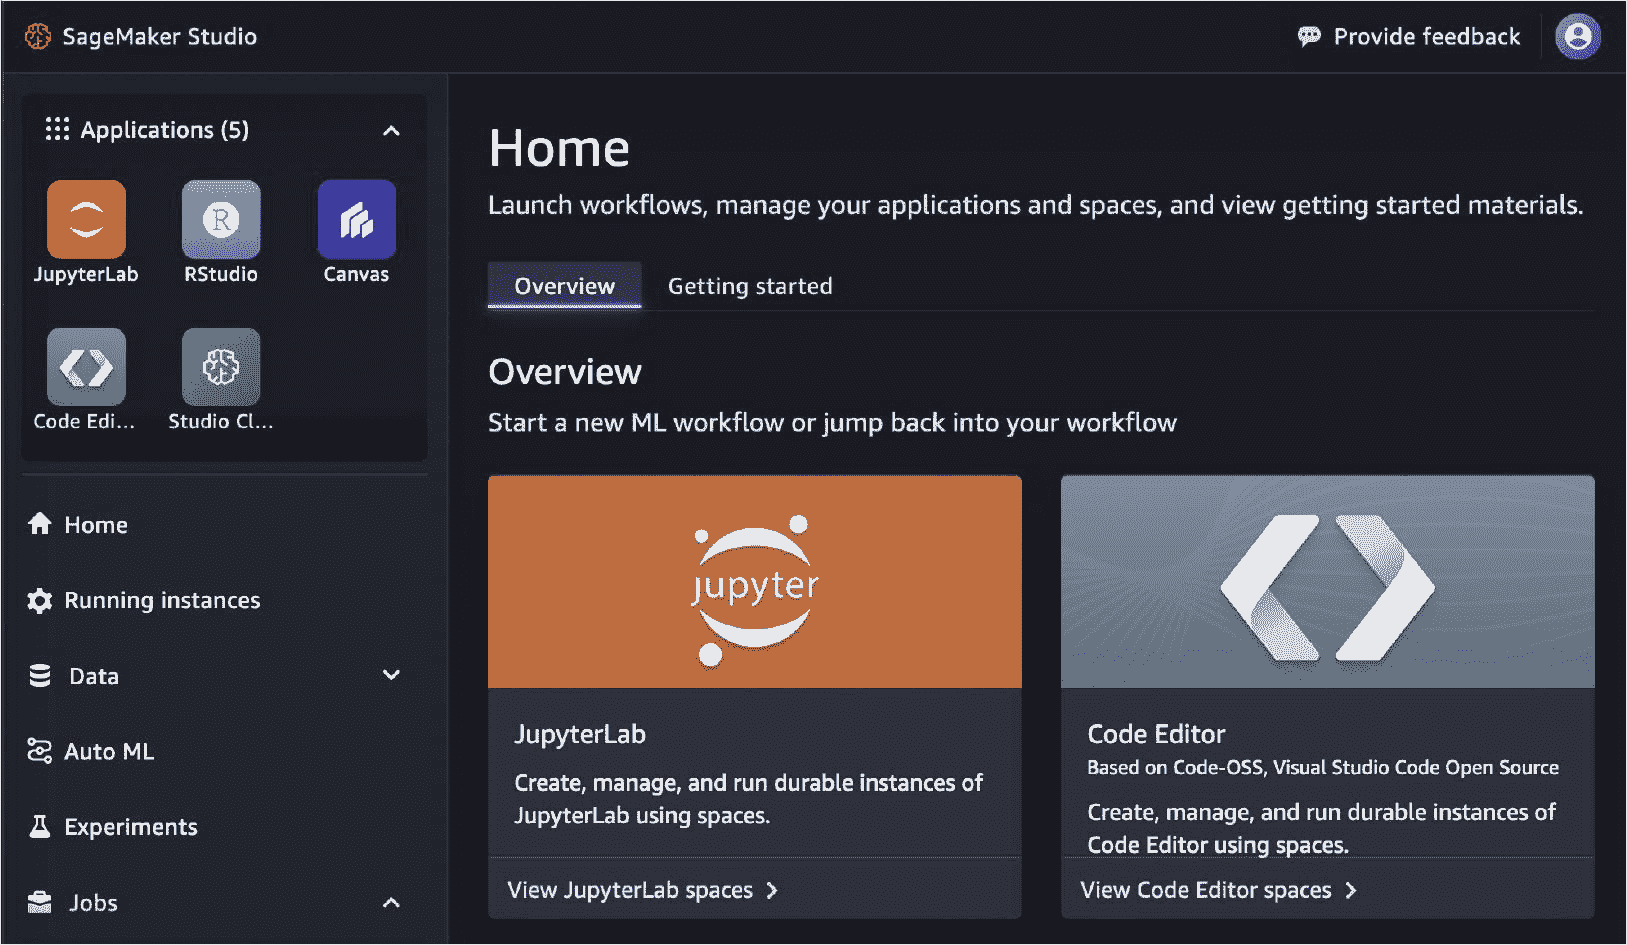 SageMaker Studio
Provide feedback
Applications (5)
JupyterLab
RStudio
R
Canvas
Code Edi...
Studio Cl...
Home
Running instances
Data
Auto ML
Experiments
Jobs
Home
Launch workflows, manage your applications and spaces, and view getting started materials.
Overview
Getting started
Overview
Start a new ML workflow or jump back into your workflow
jupyter
JupyterLab
Create, manage, and run durable instances of
JupyterLab using spaces.
View JupyterLab spaces
Code Editor
Based on Code-OSS, Visual Studio Code Open Source
Create, manage, and run durable instances of
Code Editor using spaces.
View Code Editor spaces